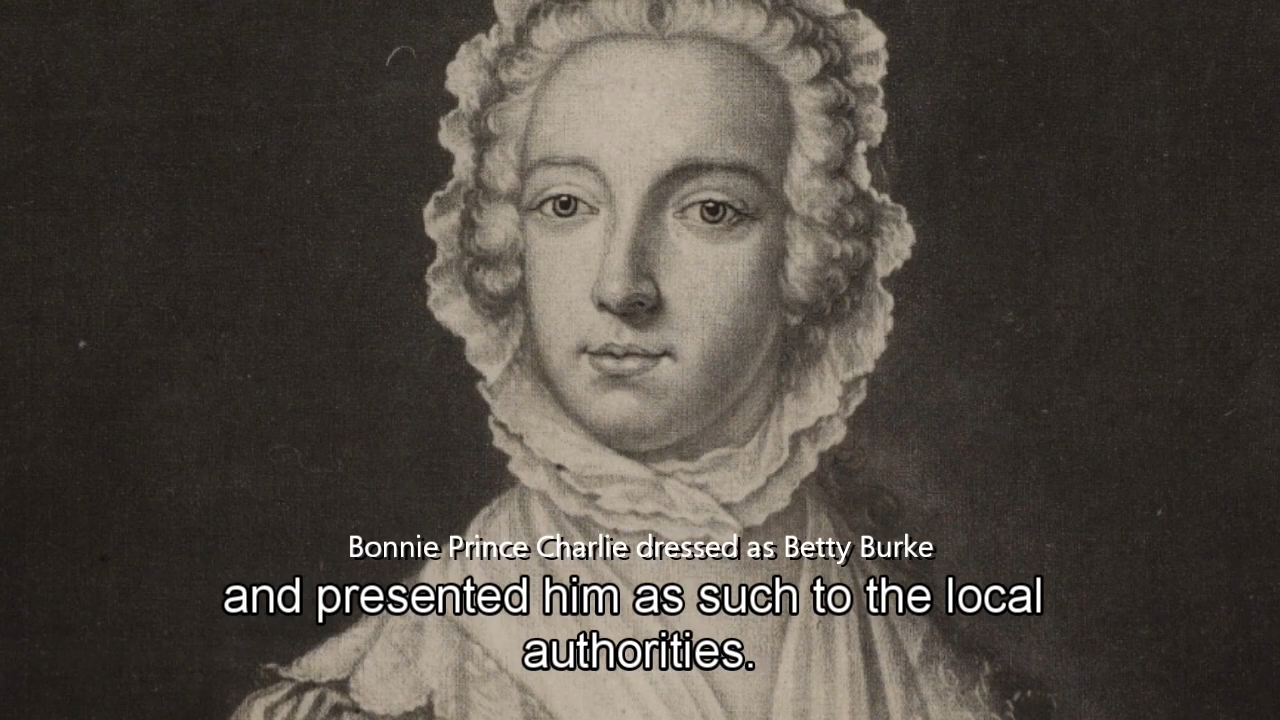 Bonnie Prince Charlie dressed as Betty Burke
and presented him as such to the local
authorities.